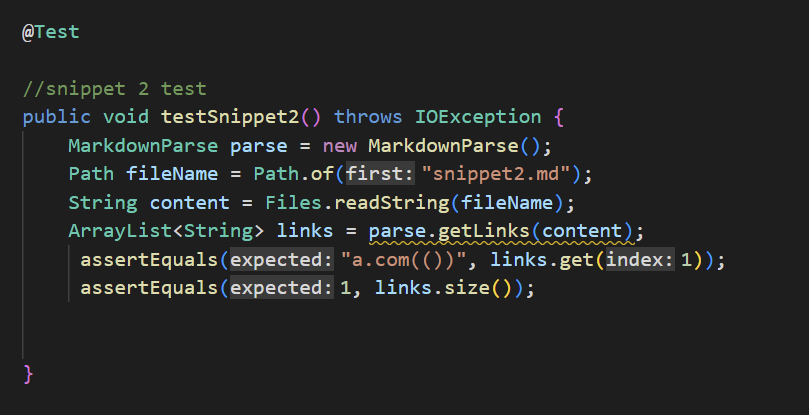 @Test
//snippet 2 test
public void testSnippet2() throws IOException {
MarkdownParse parse = new MarkdownParse();
Path fileName = Path.of(first: "snippet2.md");
String content = Files.readString(fileName);
ArrayList<String> links = parse.getLinks(content);
assertEquals(expected: "a.com(())", links.get(index: 1));
assertEquals(expected: 1, links.size());
}